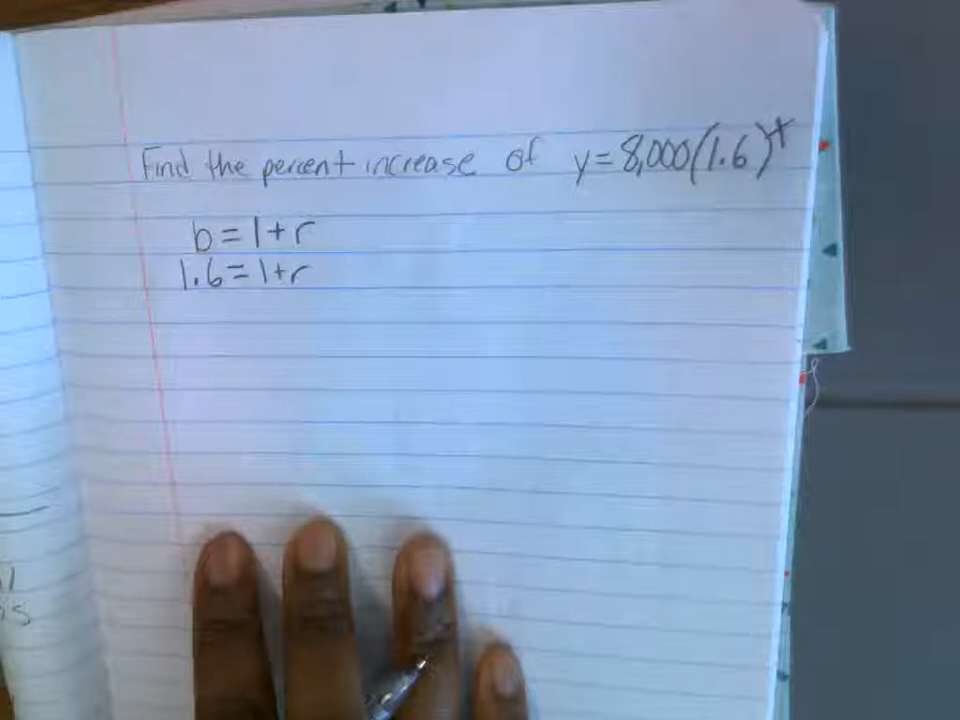 Find the percent increase of y=8,000(1.6)^t
b=1+r
1.6=1+r